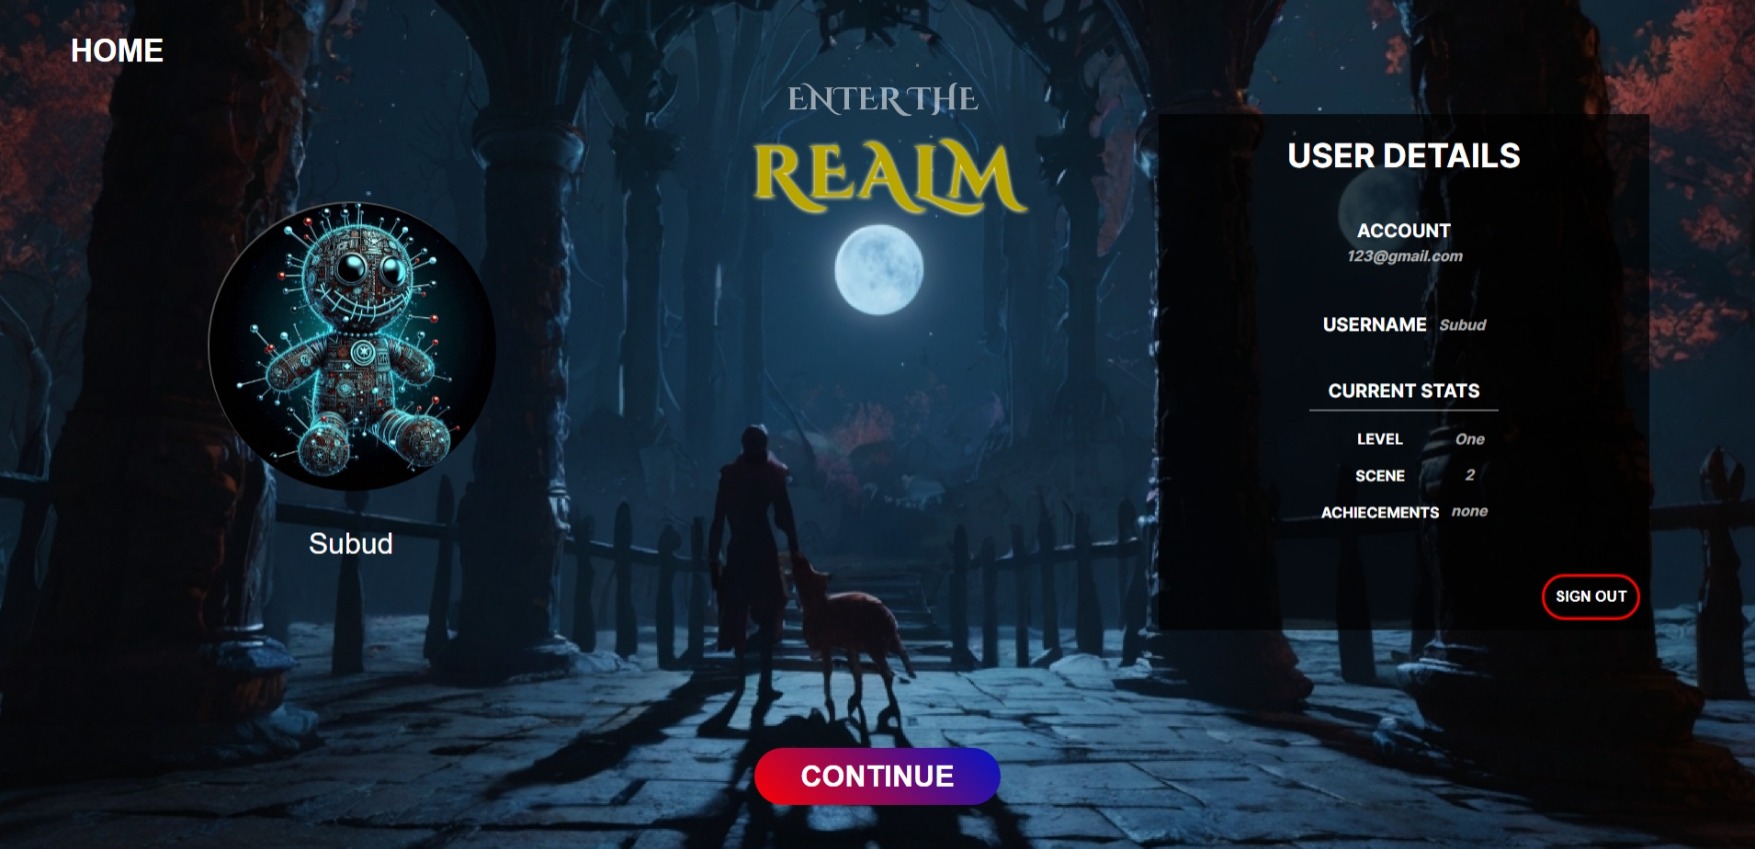 HOME
ENTER THE
REALM
Subud
CONTINUE
USER DETAILS
ACCOUNT
123@gmail.com
USERNAME Subud
CURRENT STATS
LEVEL One
SCENE 2
ACHIECEMENTS none
SIGN OUT